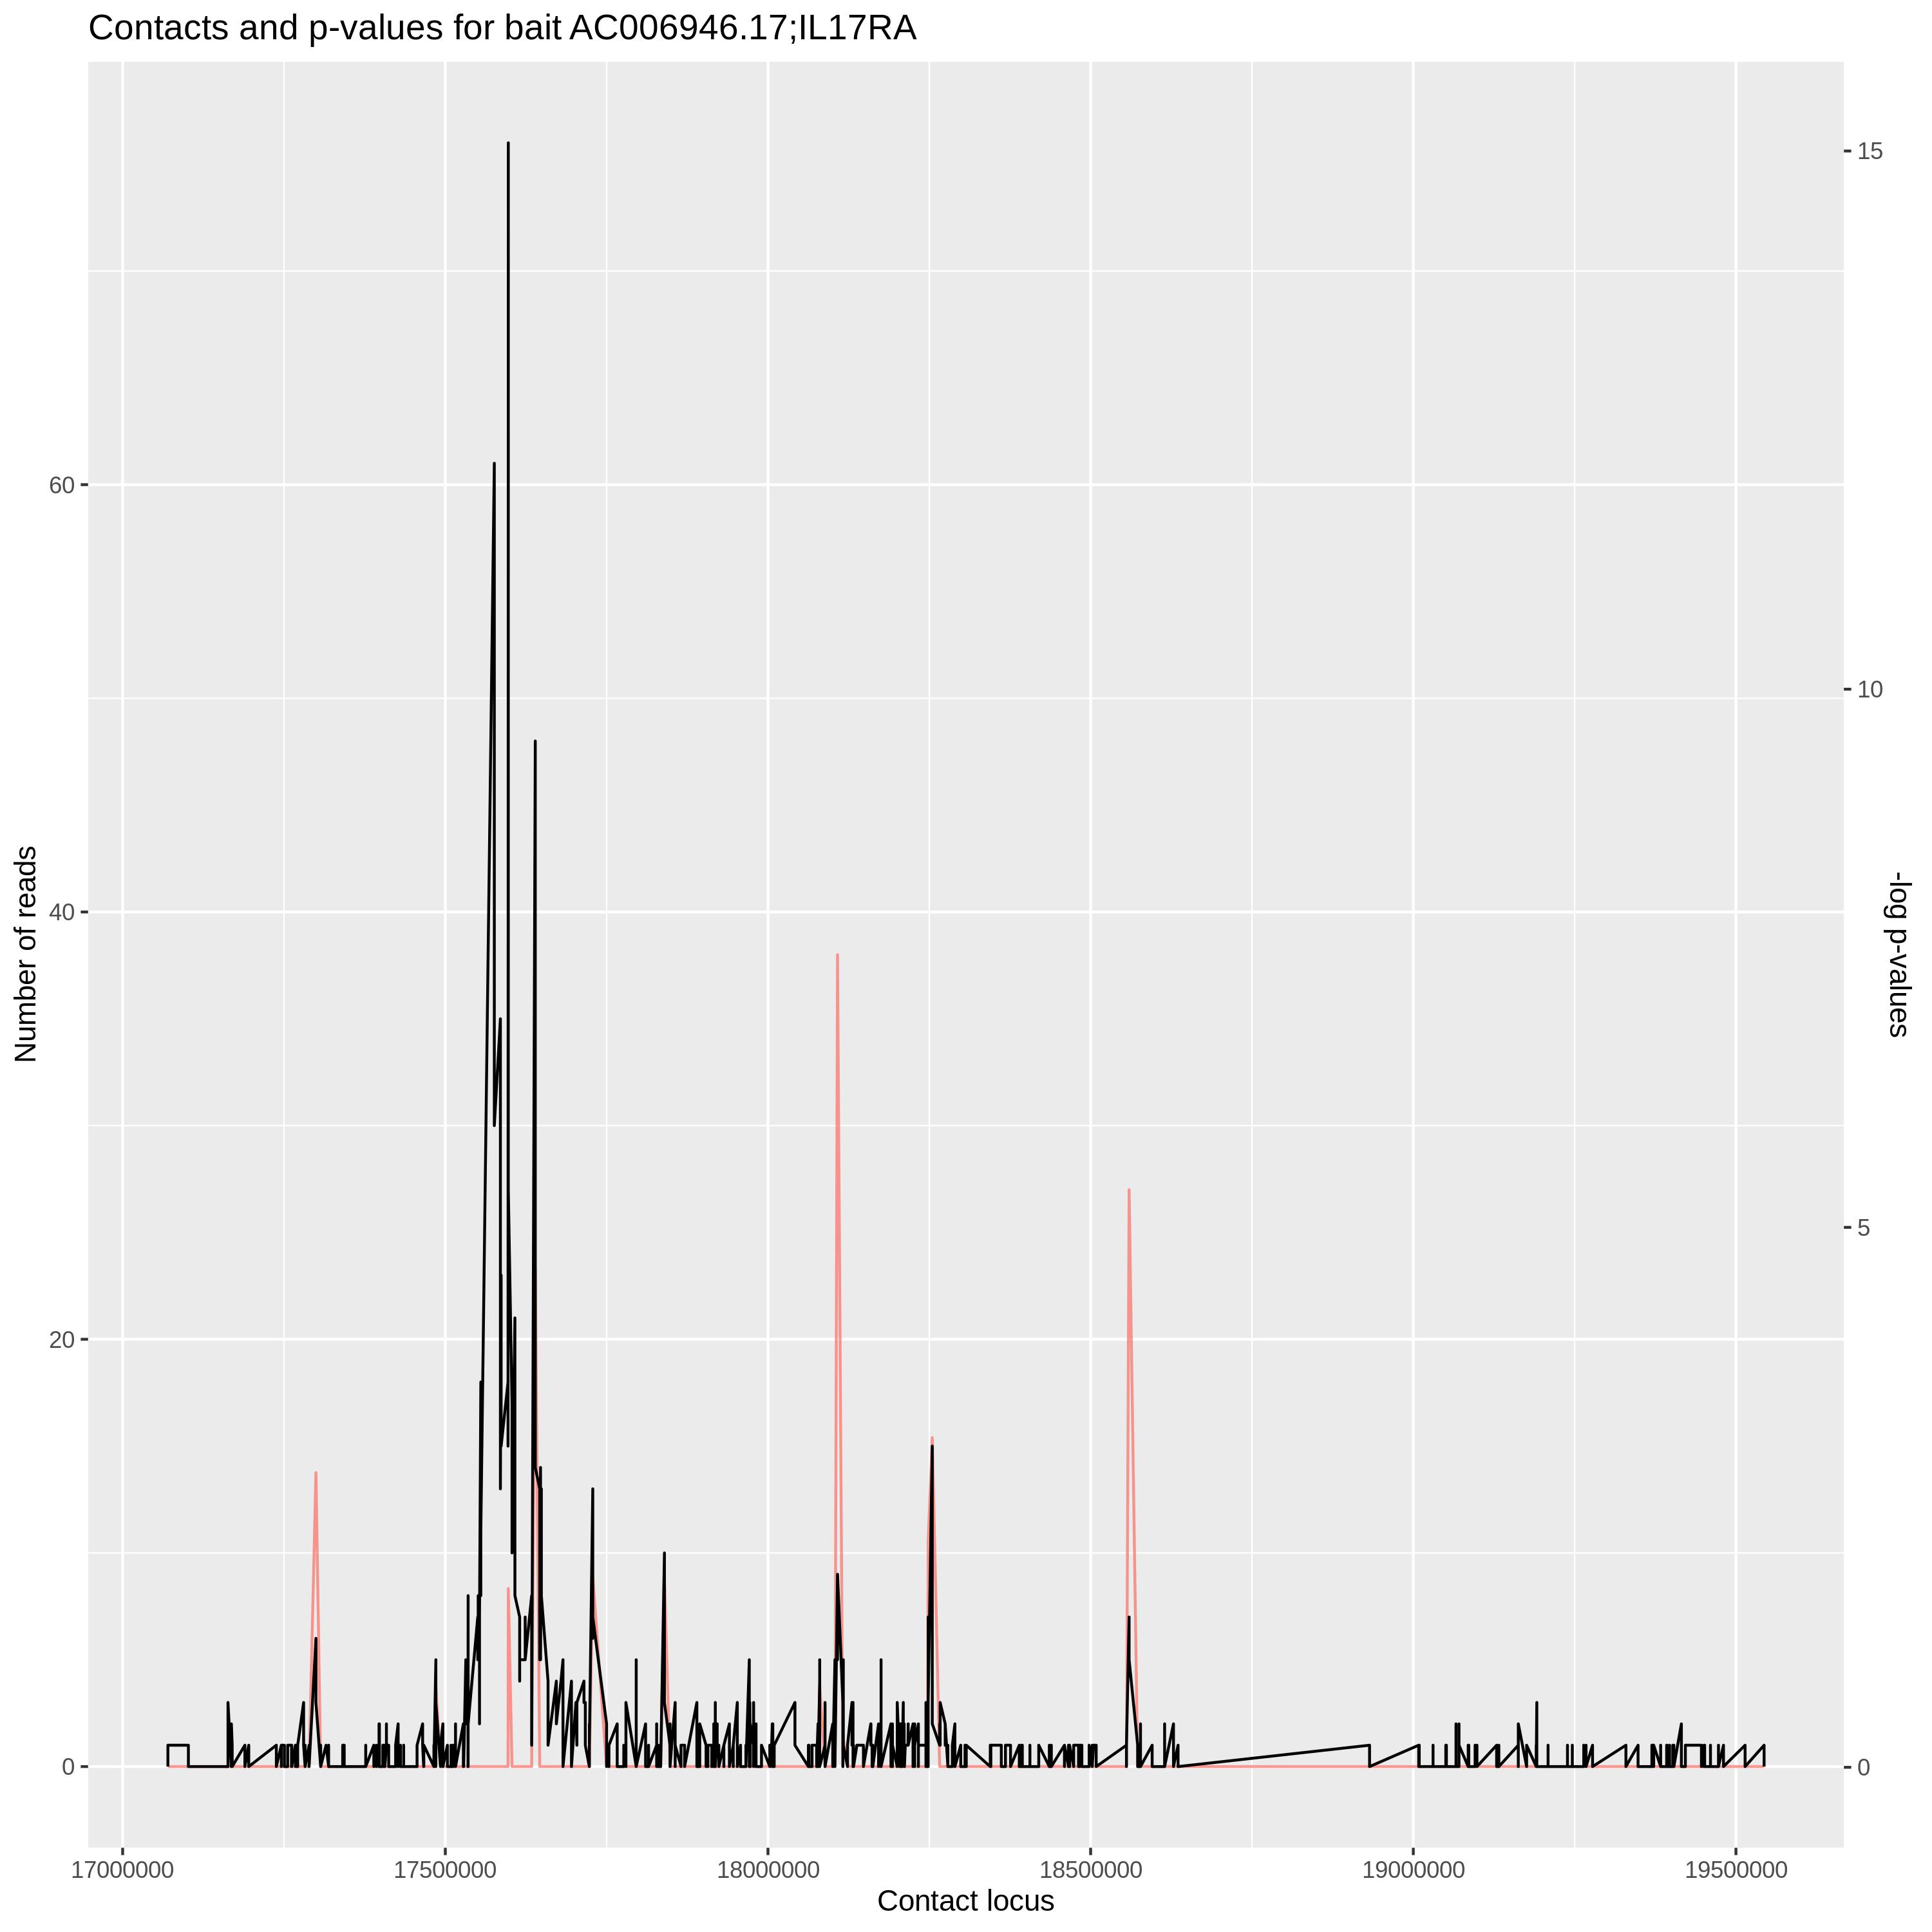 Contacts and p-values for bait AC006946.17;IL17RA
Number of reads
60
40
20
0
15
10
5
0
-log p-values
17000000 17500000 18000000 18500000 19000000 19500000
Contact locus